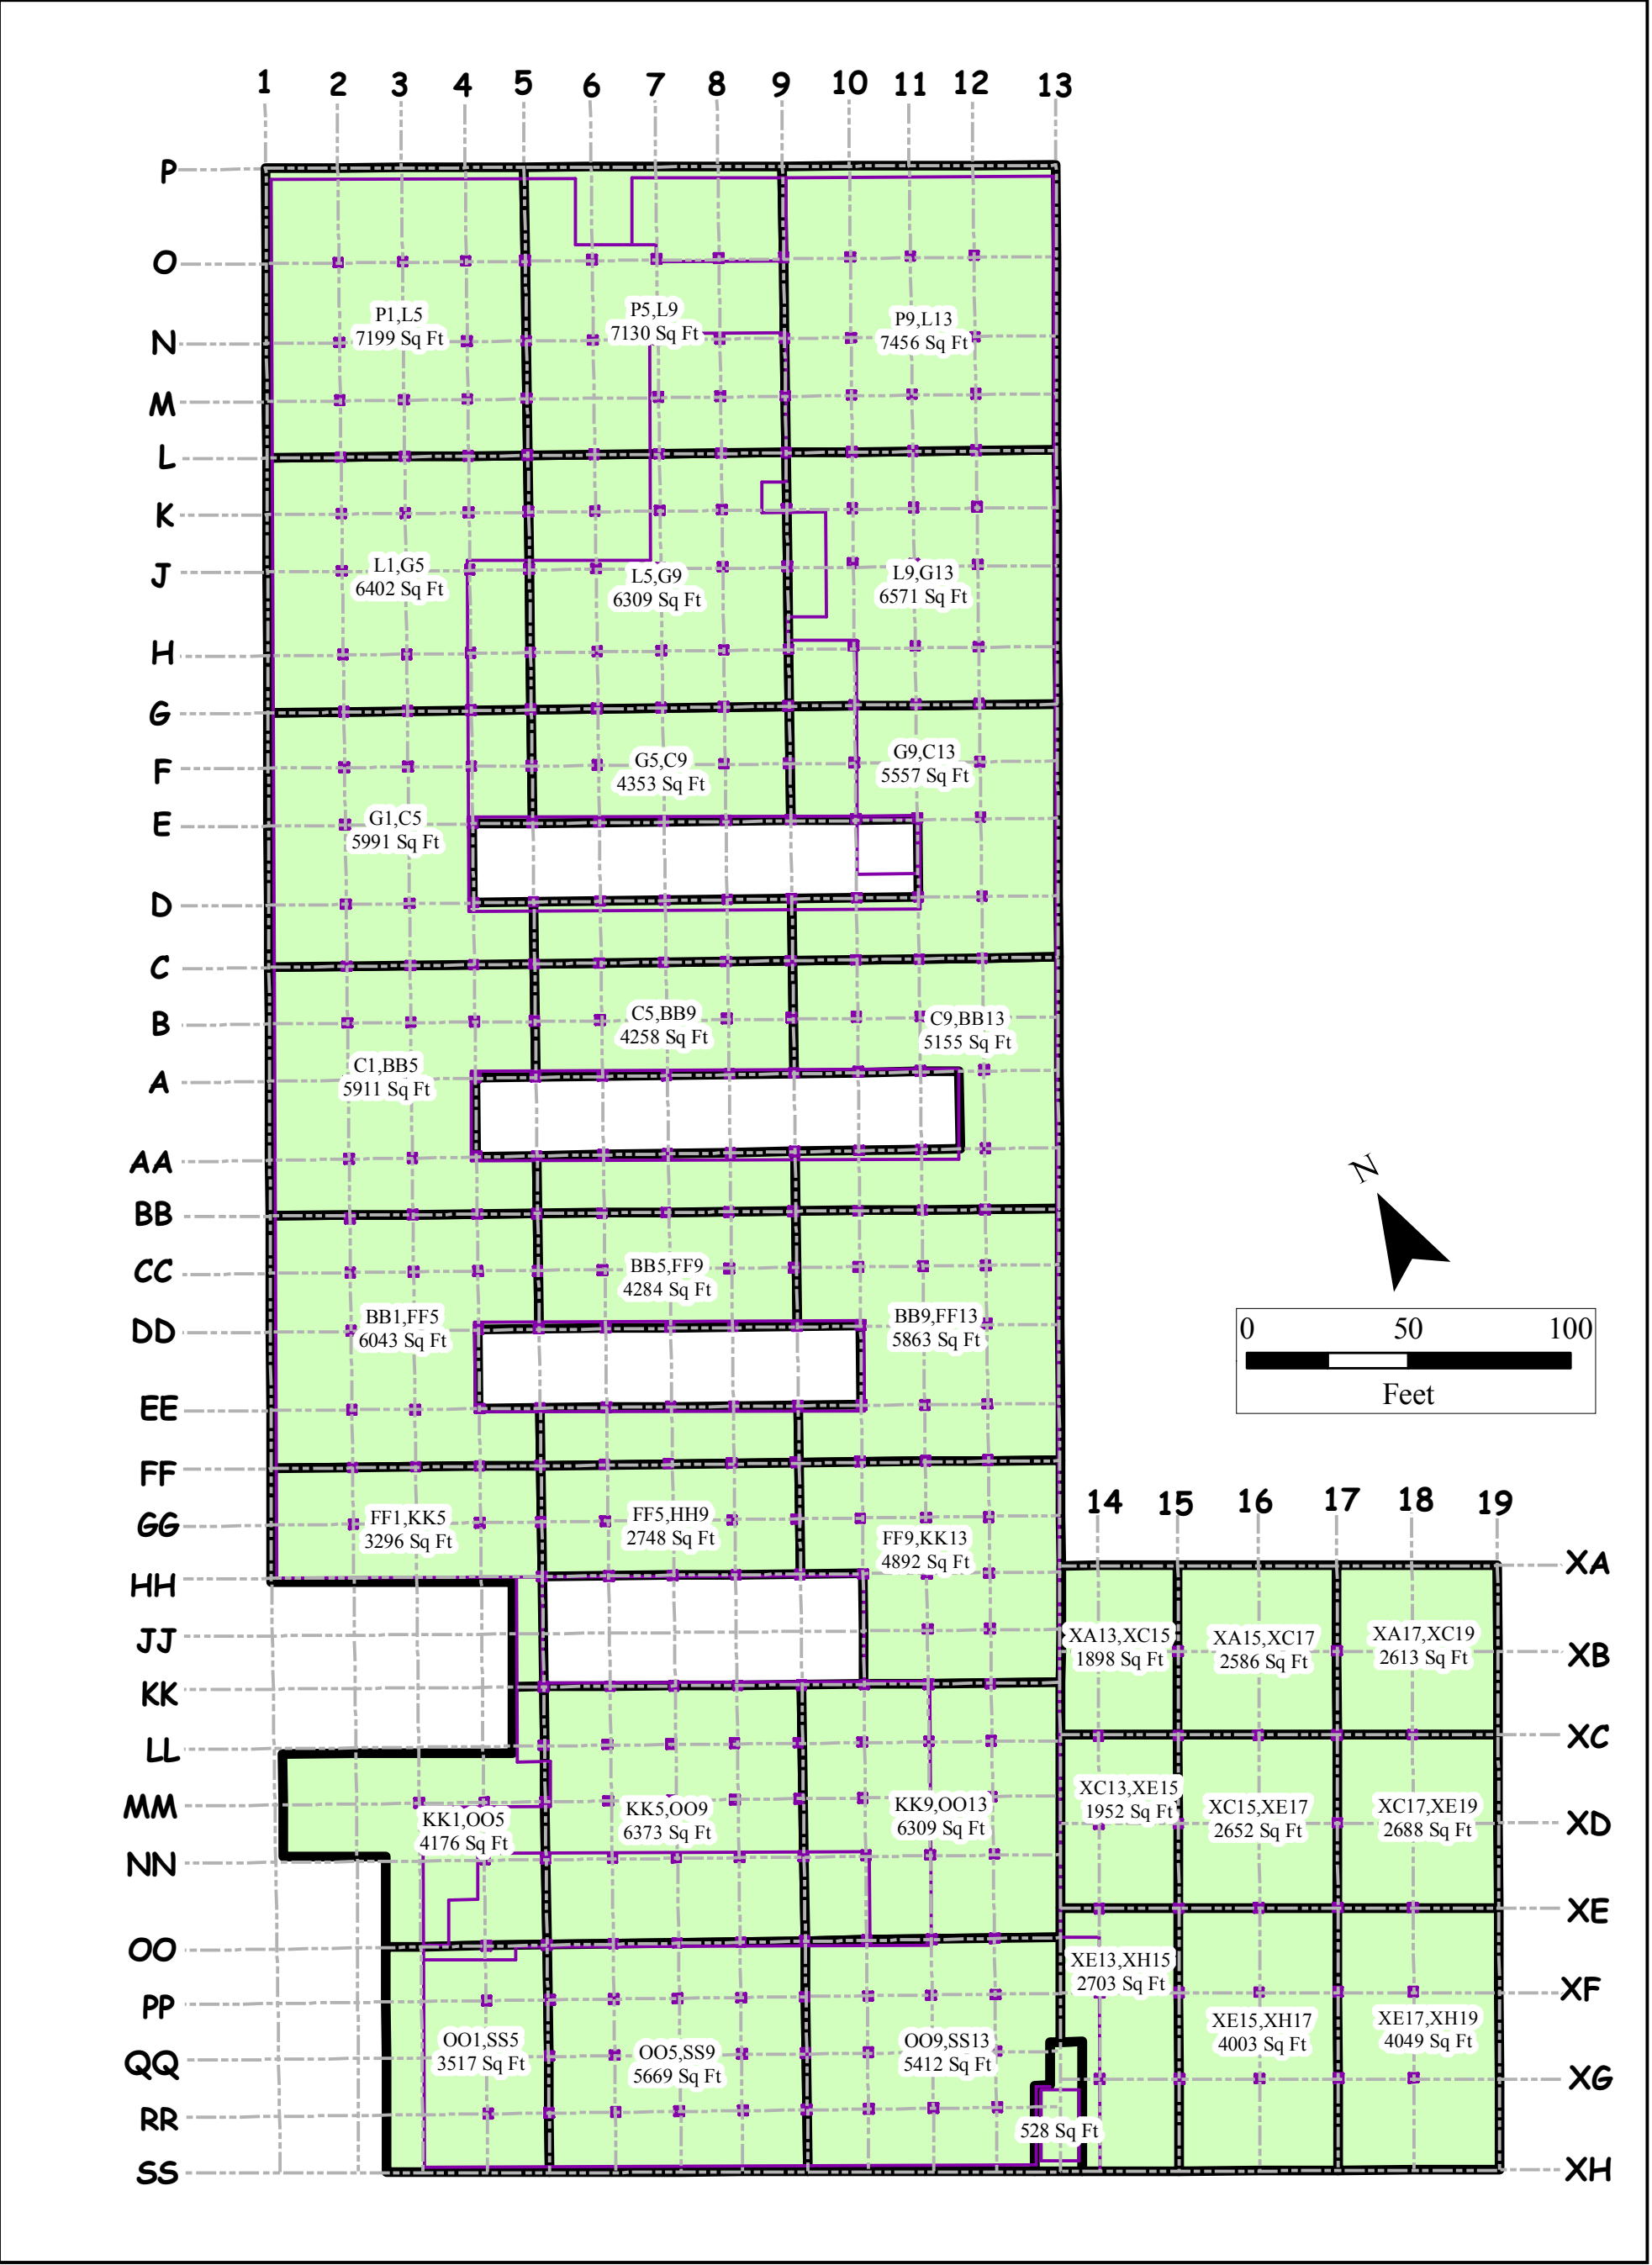 1 2 3 4 5 6 7 8 9 10 11 12 13
P
O
P1,L5
7199 Sq Ft
P5,L9
7130 Sq Ft
P9,L13
7456 Sq Ft
N
M
L
K
J
L1,G5
6402 Sq Ft
L5,G9
6309 Sq Ft
L9,G13
6571 Sq Ft
H
G
F
G5,C9
4353 Sq Ft
G9,C13
5557 Sq Ft
E
G1,C5
5991 Sq Ft
D
C
B
C5,BB9
4258 Sq Ft
C9,BB13
5155 Sq Ft
A
C1,BB5
5911 Sq Ft
AA
BB
CC
BB5,FF9
4284 Sq Ft
DD
BB1,FF5
6043 Sq Ft
BB9,FF13
5863 Sq Ft
EE
FF
GG
FF1,KK5
3296 Sq Ft
FF5,HH9
2748 Sq Ft
FF9,KK13
4892 Sq Ft
HH
JJ
KK
LL
MM
KK1,OO5
4176 Sq Ft
KK5,OO9
6373 Sq Ft
KK9,OO13
6309 Sq Ft
NN
OO
PP
QQ
OO1,SS5
3517 Sq Ft
OO5,SS9
5669 Sq Ft
OO9,SS13
5412 Sq Ft
RR
528 Sq Ft
SS
N
0 50 100
Feet
14 15 16 17 18 19
XA
XA13,XC15
1898 Sq Ft
XA15,XC17
2586 Sq Ft
XA17,XC19
2613 Sq Ft
XB
XC
XC13,XE15
1952 Sq Ft
XC15,XE17
2652 Sq Ft
XC17,XE19
2688 Sq Ft
XD
XE
XE13,XH15
2703 Sq Ft
XF
XE15,XH17
4003 Sq Ft
XE17,XH19
4049 Sq Ft
XG
XH